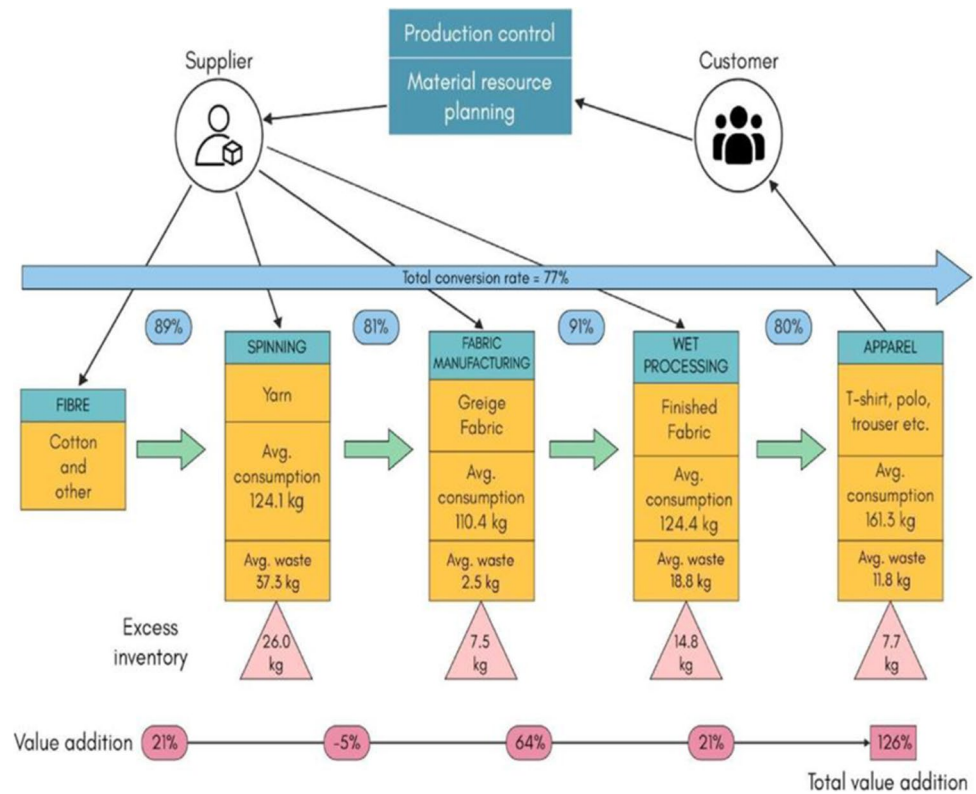 Production control
Material resource
planning
Supplier
Customer
Total conversion rate = 77%
89%
81%
91%
80%
FIBRE
Cotton
and
other
SPINNING
Yarn
Avg.
consumption
124.1 kg
Avg. waste
37.3 kg
FABRIC
MANUFACTURING
Greige
Fabric
Avg.
consumption
110.4 kg
Avg. waste
2.5 kg
WET
PROCESSING
Finished
Fabric
Avg.
consumption
124.4 kg
Avg. waste
18.8 kg
APPAREL
T-shirt, polo,
trouser etc.
Avg.
consumption
161.3 kg
Avg. waste
11.8 kg
Excess
inventory
26.0
kg
7.5
kg
14.8
kg
7.7
kg
Value addition
21%
-5%
64%
21%
126%
Total value addition